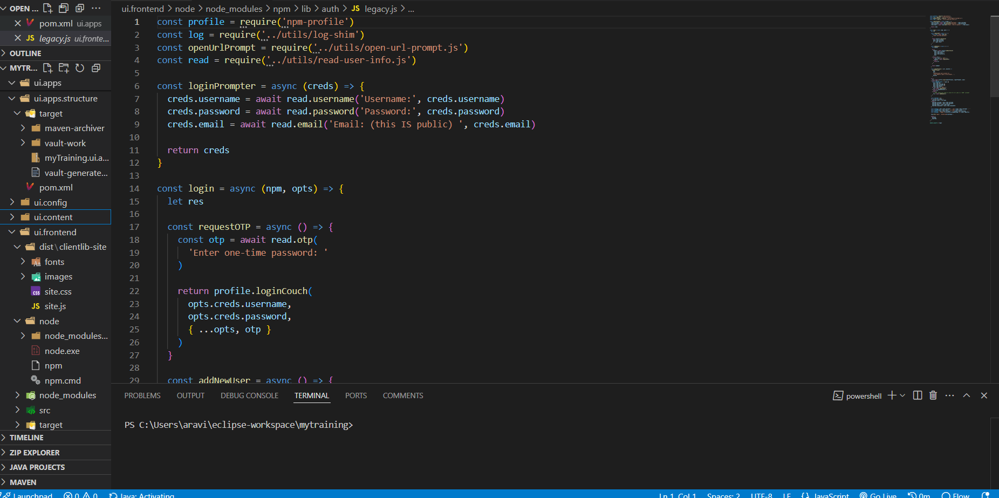 OPEN ...
pom.xml ui.apps
JS legacy.js ui.fronte...
OUTLINE
MYTR...
ui.apps
ui.apps.structure
target
maven-archiver
vault-work
myTraining.ui.a...
vault-generate...
pom.xml
ui.config
ui.content
ui.frontend
dist\clientlib-site
fonts
images
css site.css
JS site.js
node
node_modules...
node.exe
npm
npm.cmd
node_modules
src
target
TIMELINE
ZIP EXPLORER
JAVA PROJECTS
MAVEN
ui.frontend > node > node_modules > npm > lib > auth > JS legacy.js > ...
1 const profile = require('npm-profile')
2 const log = require('../utils/log-shim')
3 const openUrlPrompt = require('../utils/open-url-prompt.js')
4 const read = require('../utils/read-user-info.js')
5
6 const loginPrompter = async (creds) => {
7 creds.username = await read.username('Username:', creds.username)
8 creds.password = await read.password('Password:', creds.password)
9 creds.email = await read.email('Email: (this IS public) ', creds.email)
10
11 return creds
12 }
13
14 const login = async (npm, opts) => {
15 let res
16
17 const requestOTP = async () => {
18 const otp = await read.otp(
19 'Enter one-time password: '
20 )
21
22 return profile.loginCouch(
23 opts.creds.username,
24 opts.creds.password,
25 { ...opts, otp }
26 )
27 }
28
29 const addNewUser = async () => {
PROBLEMS OUTPUT DEBUG CONSOLE TERMINAL PORTS COMMENTS powershell
PS C:\Users\aravi\eclipse-workspace\mytraining>
Launchpad 0 0 Java: Activating Ln 1, Col 1 Spaces: 2 UTF-8 LF {} JavaScript Go Live 0m Flow